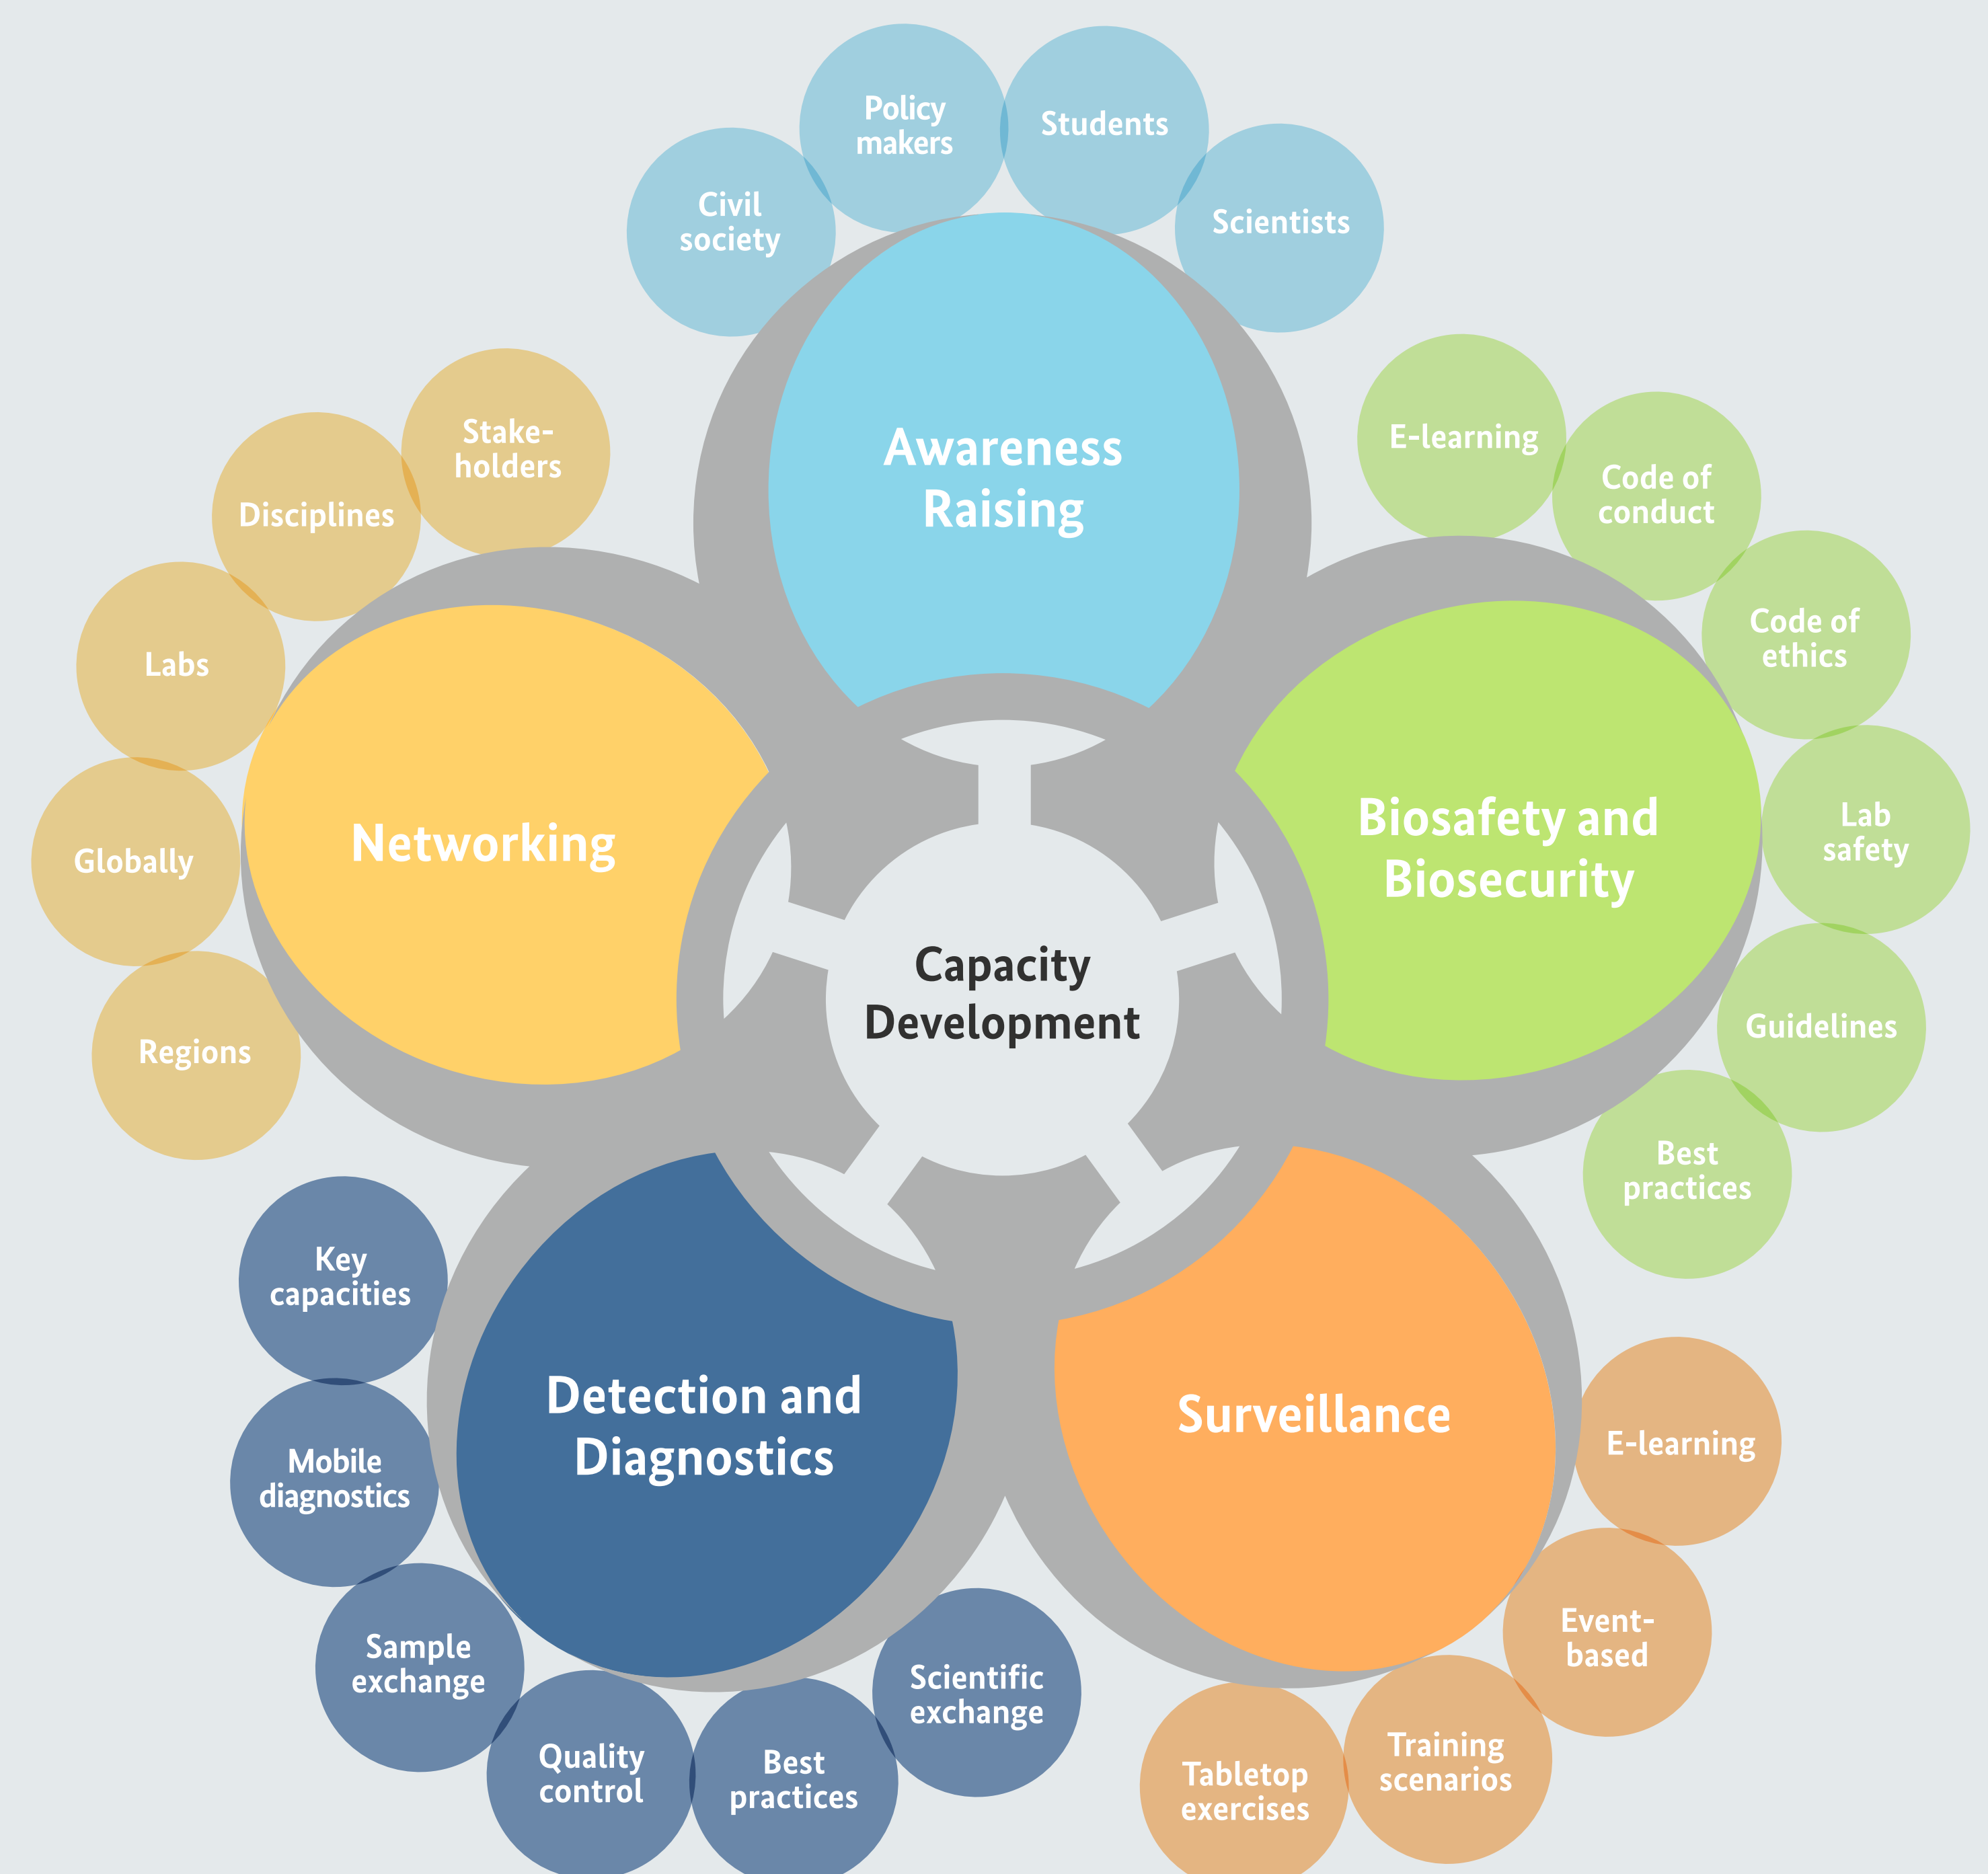 Policy
makers
Students
Civil
society
Scientists
Awareness
Raising
E-learning
Code of
conduct
Code of
ethics
Lab
safety
Guidelines
Best
practices
Biosafety and
Biosecurity
Stake-
holders
Disciplines
Labs
Globally
Regions
Networking
Capacity
Development
Key
capacities
Mobile
diagnostics
Sample
exchange
Quality
control
Best
practices
Scientific
exchange
Detection and
Diagnostics
Surveillance
E-learning
Event-
based
Training
scenarios
Tabletop
exercises